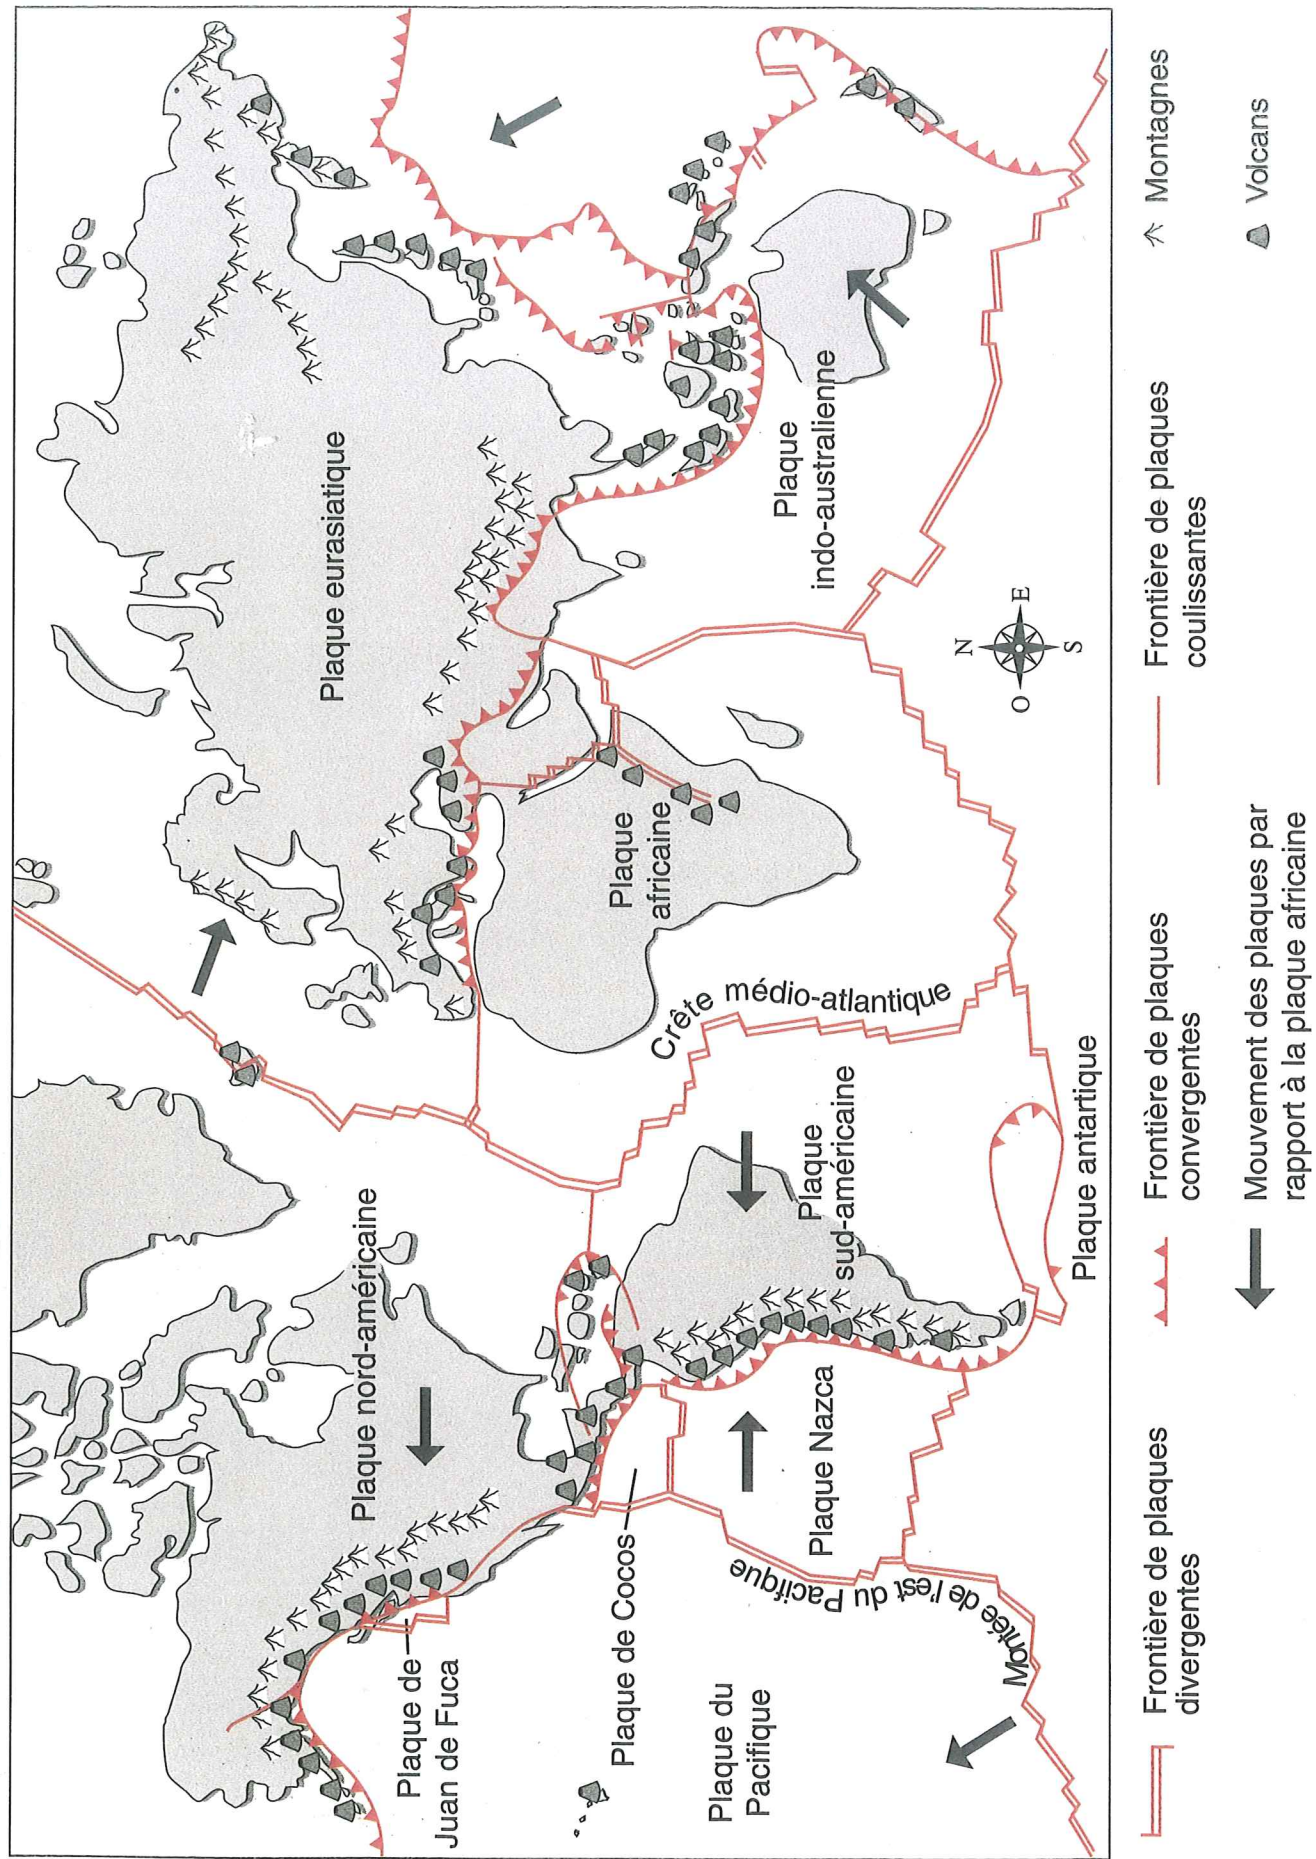 Plaque nord-américaine
Plaque eurasiatique
Plaque de
Juan de Fuca
Plaque de Cocos
Plaque du
Pacifique
Montée de l'est du Pacifque
Plaque Nazca
Plaque
sud-américaine
Crête médio-atlantique
Plaque
africaine
Plaque
indo-australienne
Plaque antartique
N
O
E
S
Frontière de plaques
divergentes
Frontière de plaques
convergentes
Frontière de plaques
coulissantes
Montagnes
Mouvement des plaques par
rapport à la plaque africaine
Volcans